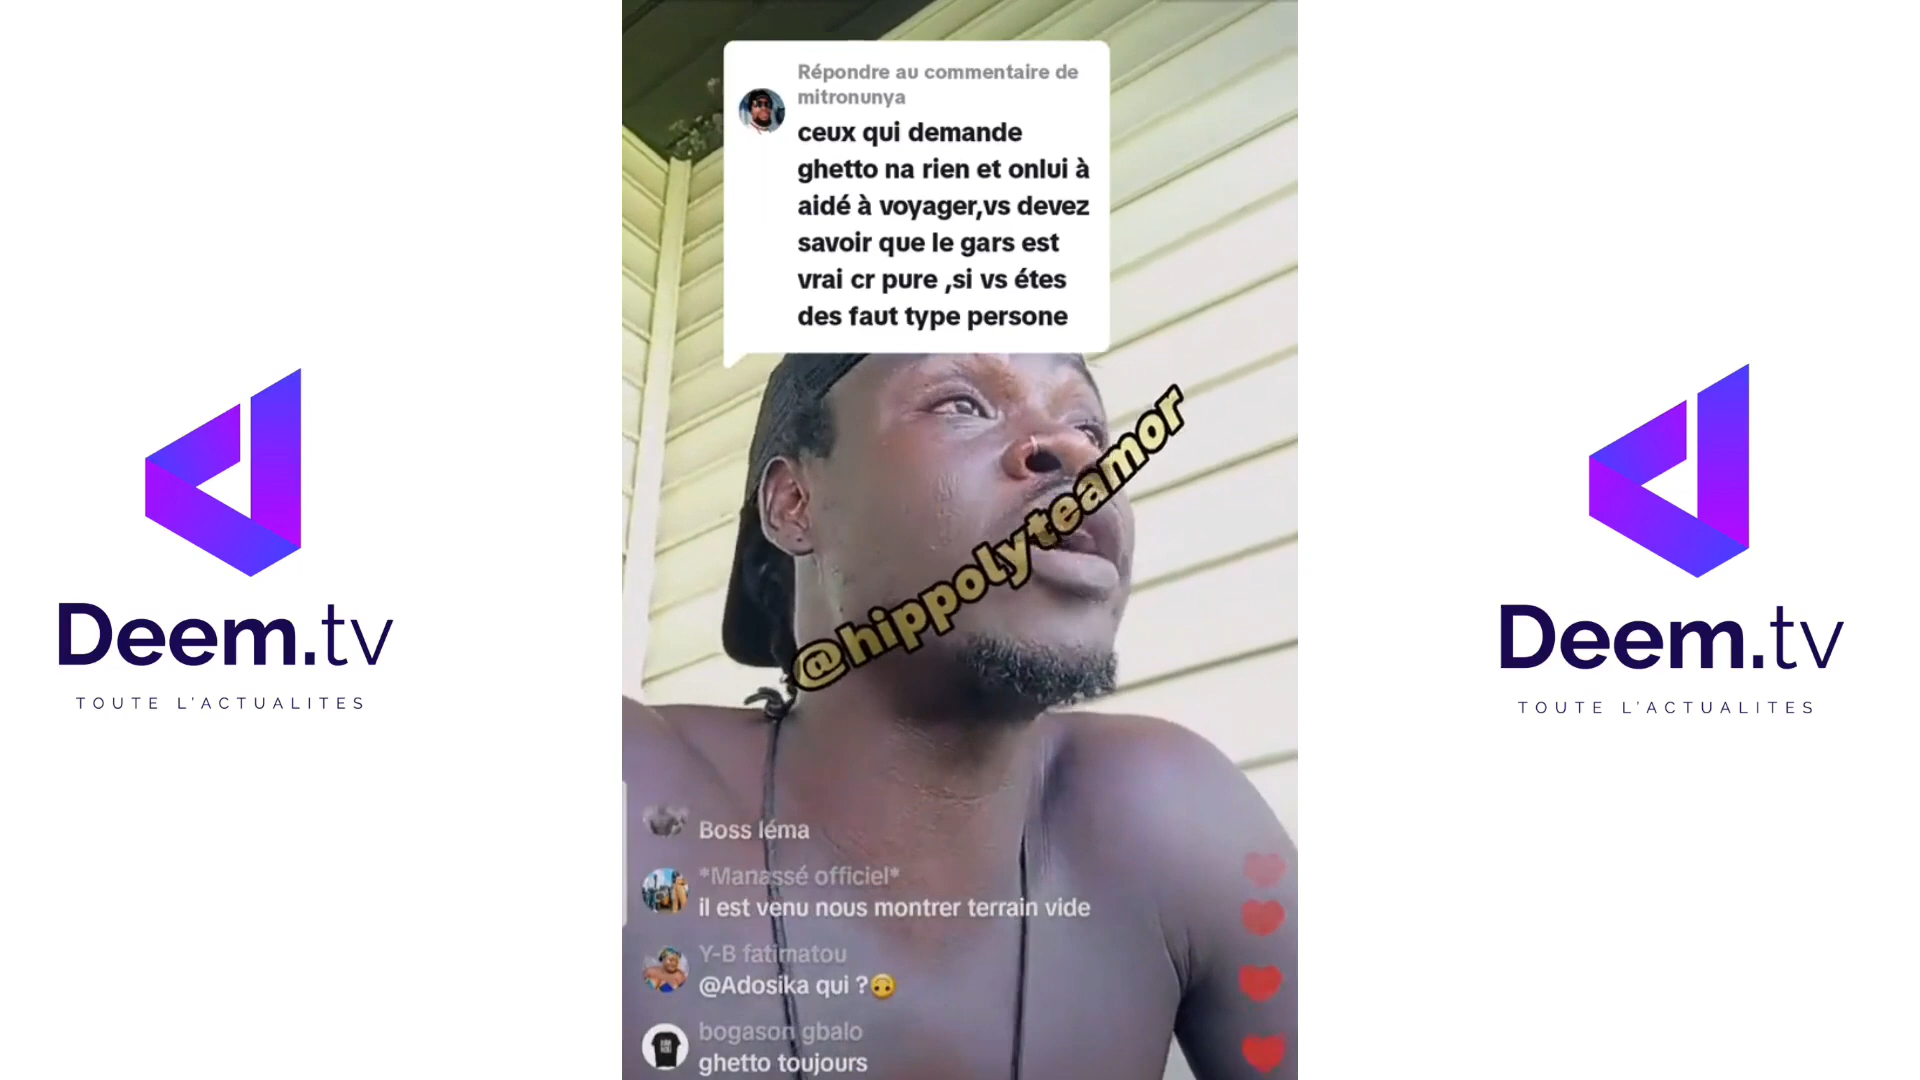 Répondre au commentaire de
mitronunya
ceux qui demande
ghetto na rien et onlui à
aidé à voyager,vs devez
savoir que le gars est
vrai cr pure ,si vs étes
des faut type persone
@hippolyteamor
Deem.tv
TOUTE L'ACTUALITES
Deem.tv
TOUTE L'ACTUALITES
Boss léma
*Manassé officiel*
il est venu nous montrer terrain vide
Y-B fatimatou
@Adosika qui ?🙃
bogason gbalo
ghetto toujours